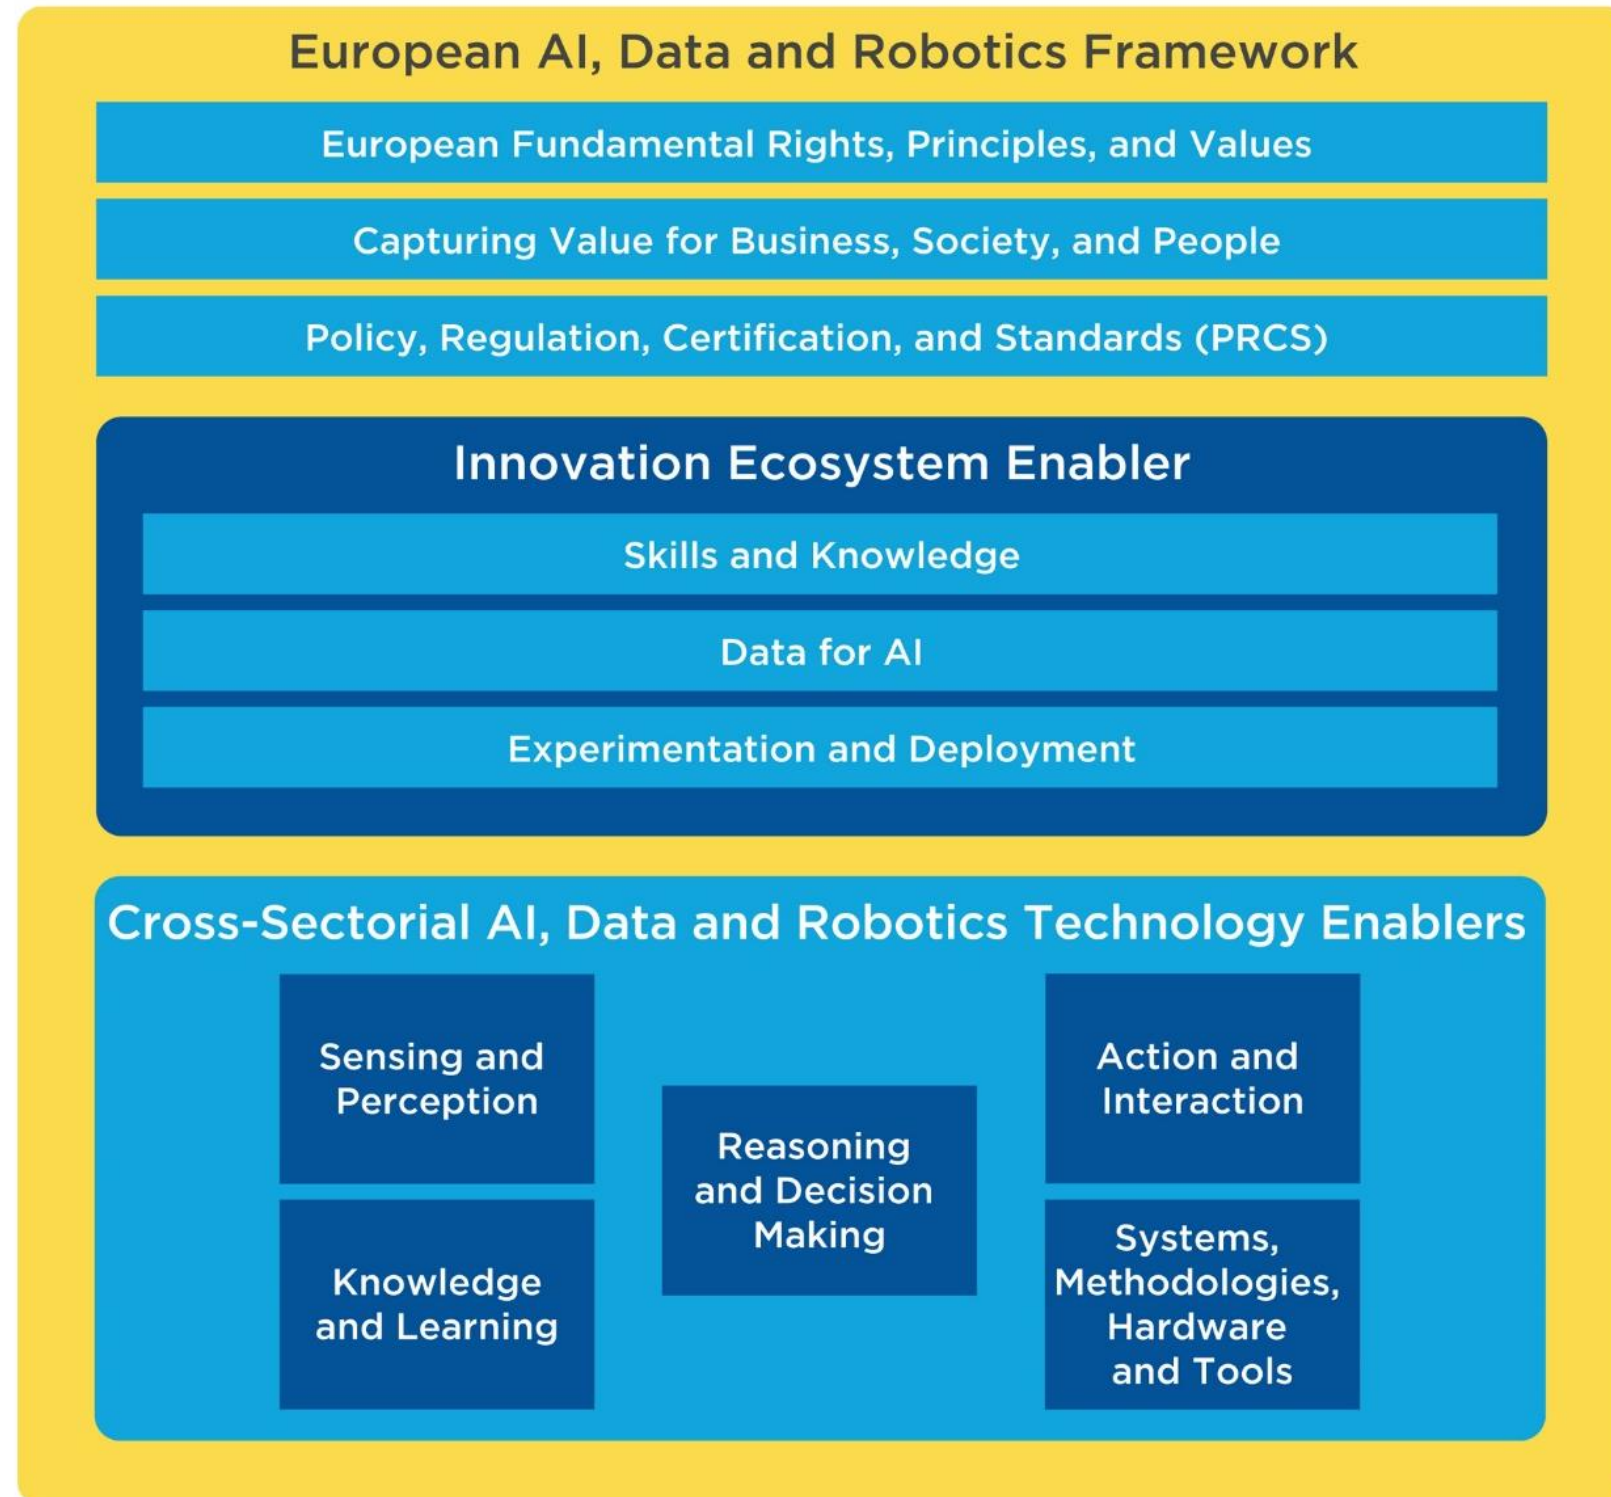 European AI, Data and Robotics Framework
European Fundamental Rights, Principles, and Values
Capturing Value for Business, Society, and People
Policy, Regulation, Certification, and Standards (PRCS)
Innovation Ecosystem Enabler
Skills and Knowledge
Data for AI
Experimentation and Deployment
Cross-Sectorial AI, Data and Robotics Technology Enablers
Sensing and
Perception
Knowledge
and Learning
Reasoning
and Decision
Making
Action and
Interaction
Systems,
Methodologies,
Hardware
and Tools